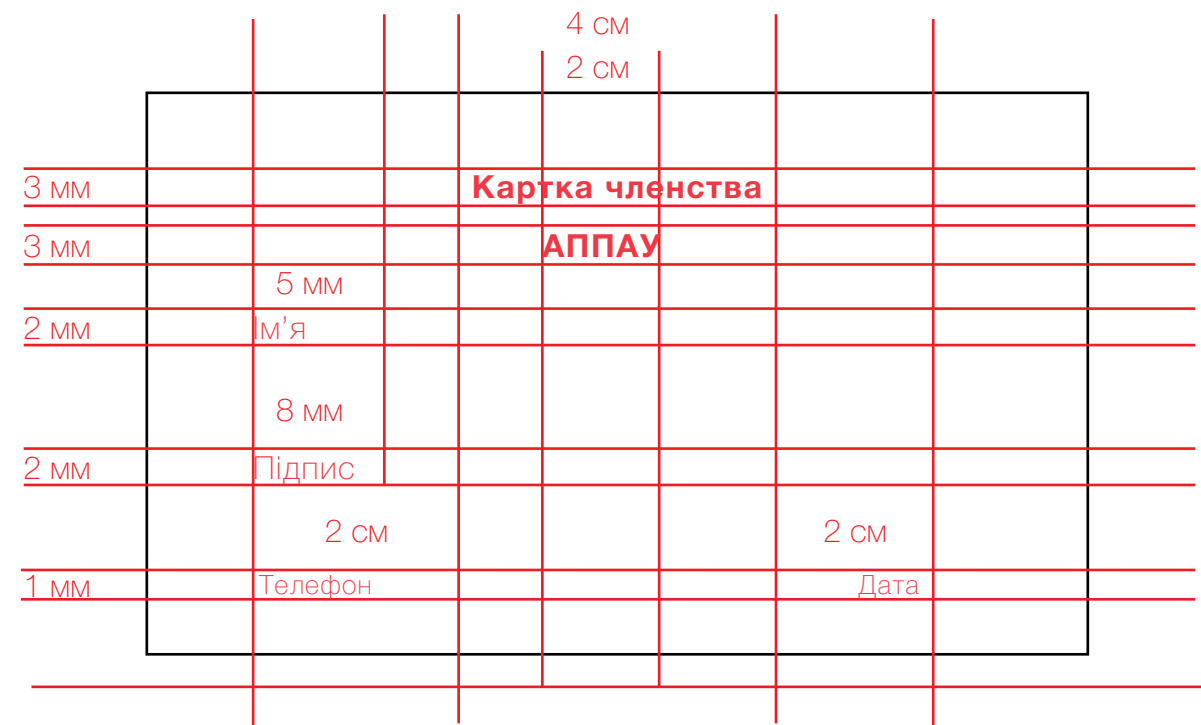 4 см
2 см
3 мм Картка членства
3 мм АППАУ
5 мм
2 мм Ім’я
8 мм
2 мм Підпис
2 см 2 см
1 мм Телефон Дата